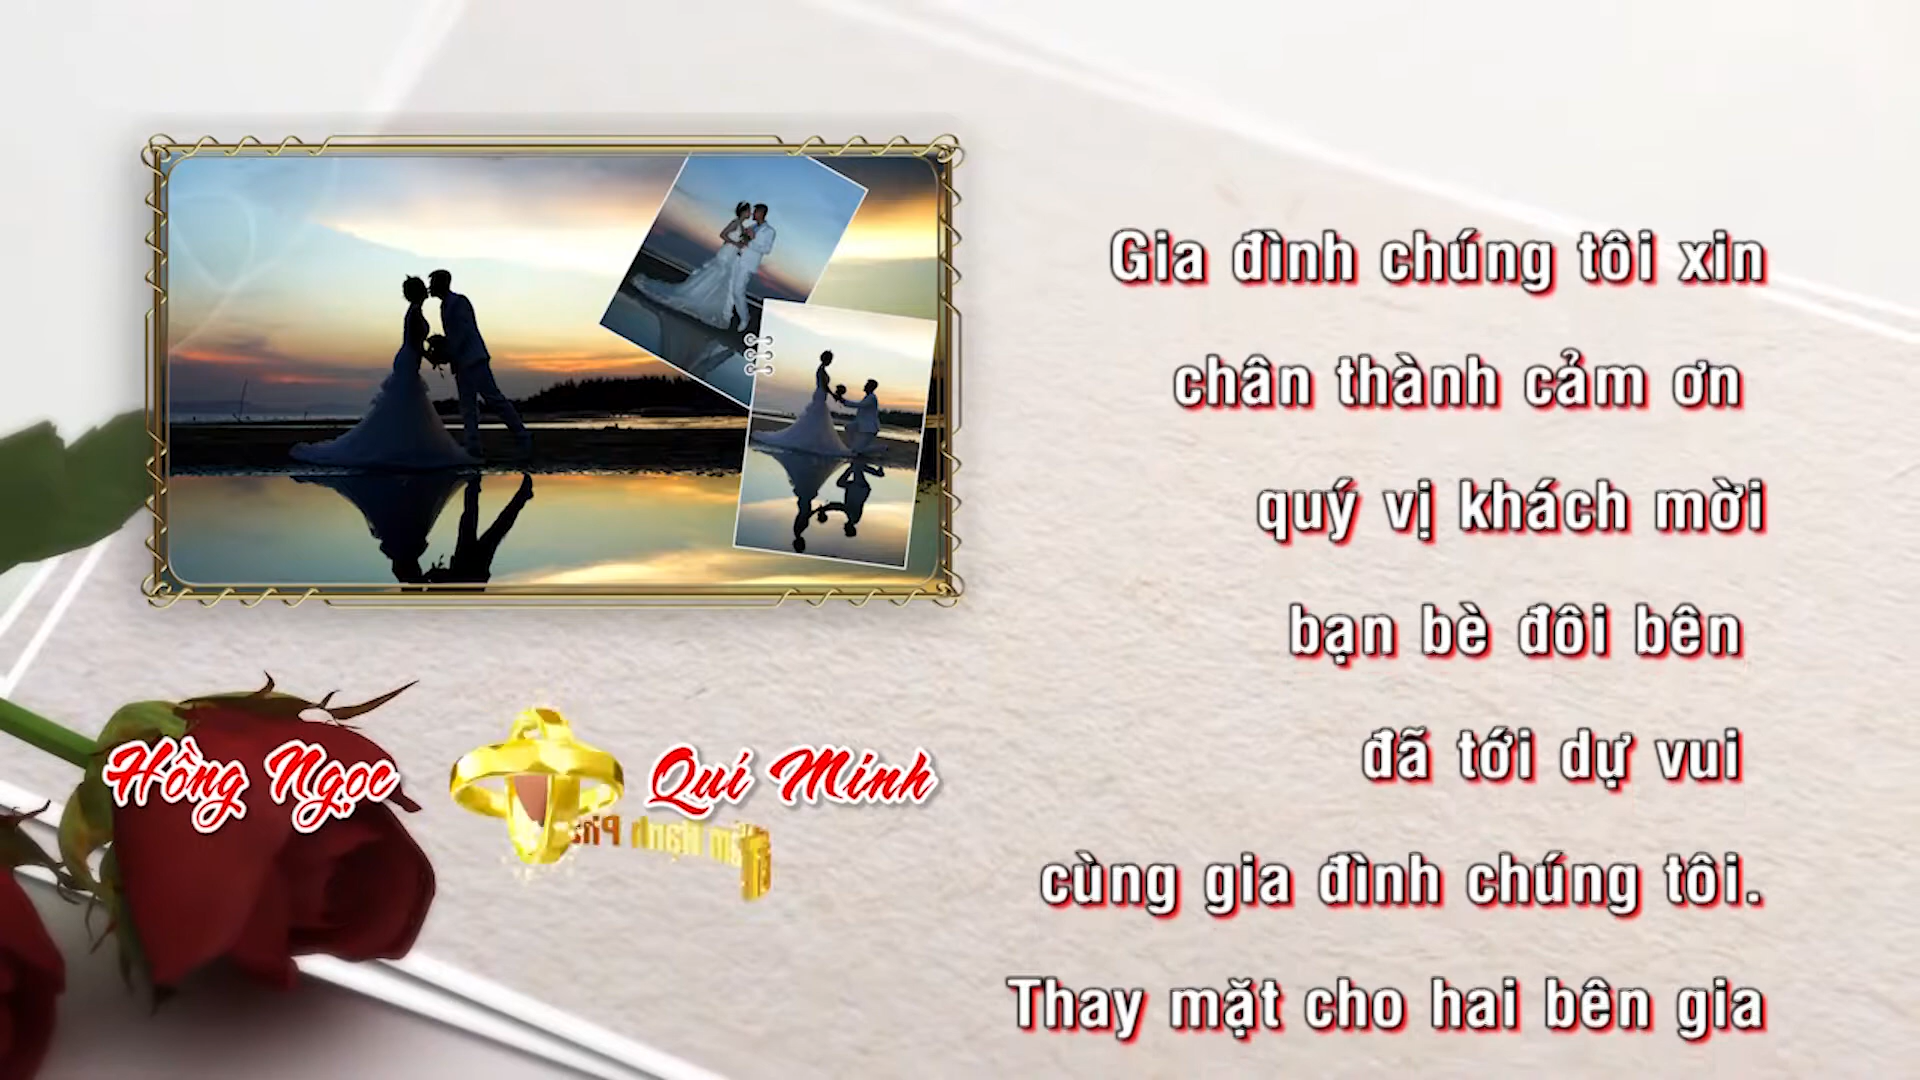 Gia đình chúng tôi xin
chân thành cảm ơn
quý vị khách mời
bạn bè đôi bên
đã tới dự vui
cùng gia đình chúng tôi.
Thay mặt cho hai bên gia
Hồng Ngọc
Quí Minh